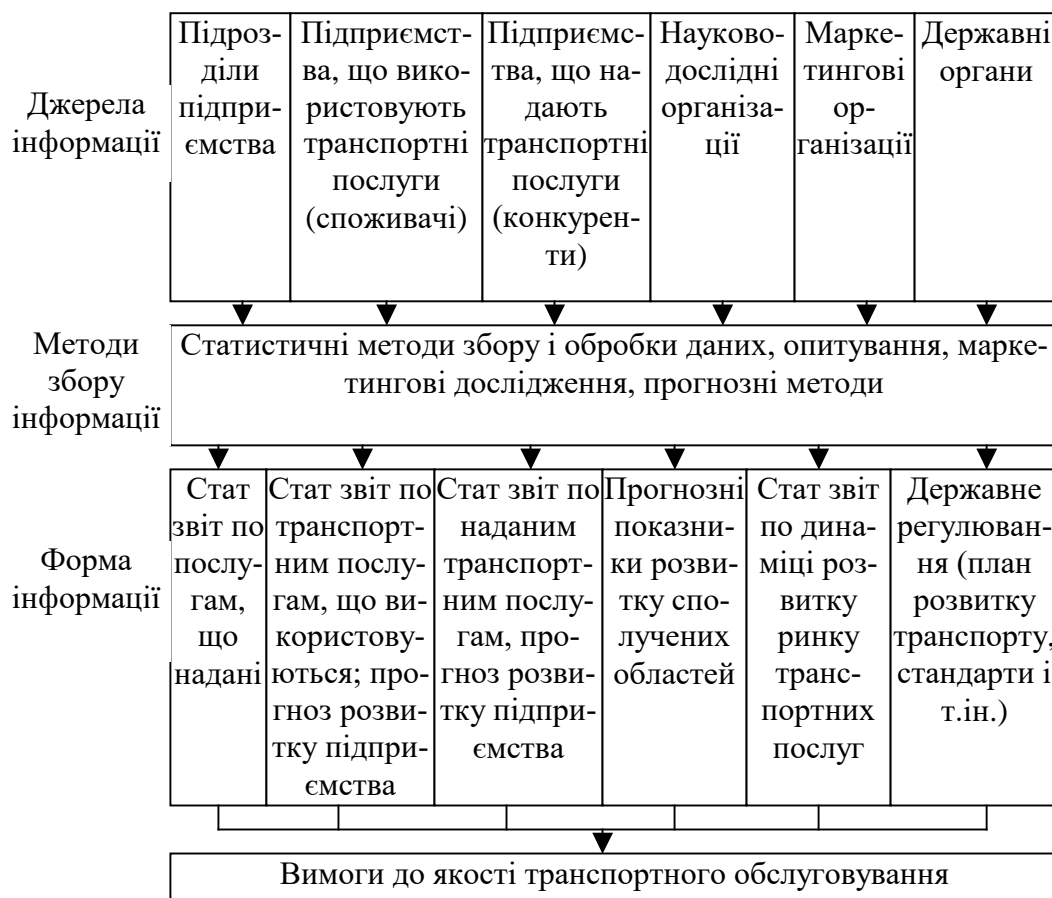 Джерела
інформації
Підроз-
діли
підпри-
ємства
Підприємст-
ва, що вико-
ристовують
транспортні
послуги
(споживачі)
Підприємс-
тва, що на-
дають
транспортні
послуги
(конкурен-
ти)
Науково-
дослідні
організа-
ції
Марке-
тингові
ор-
ганізації
Державні
органи
Методи
збору
інформації
Статистичні методи збору і обробки даних, опитування, марке-
тингові дослідження, прогнозні методи
Форма
інформації
Стат
звіт по
послу-
гам,
що
надані
Стат звіт по
транспорт-
ним послу-
гам, що ви-
користову-
ються; про-
гноз розви-
тку підпри-
ємства
Стат звіт по
наданим
транспорт-
ним послу-
гам, про-
гноз розви-
тку підпри-
ємства
Прогнозні
показни-
ки розви-
тку спо-
лучених
областей
Стат звіт
по дина-
міці роз-
витку
ринку
транс-
портних
послуг
Державне
регулюван-
ня (план
розвитку
транспорту,
стандарти і
т.ін.)
Вимоги до якості транспортного обслуговування